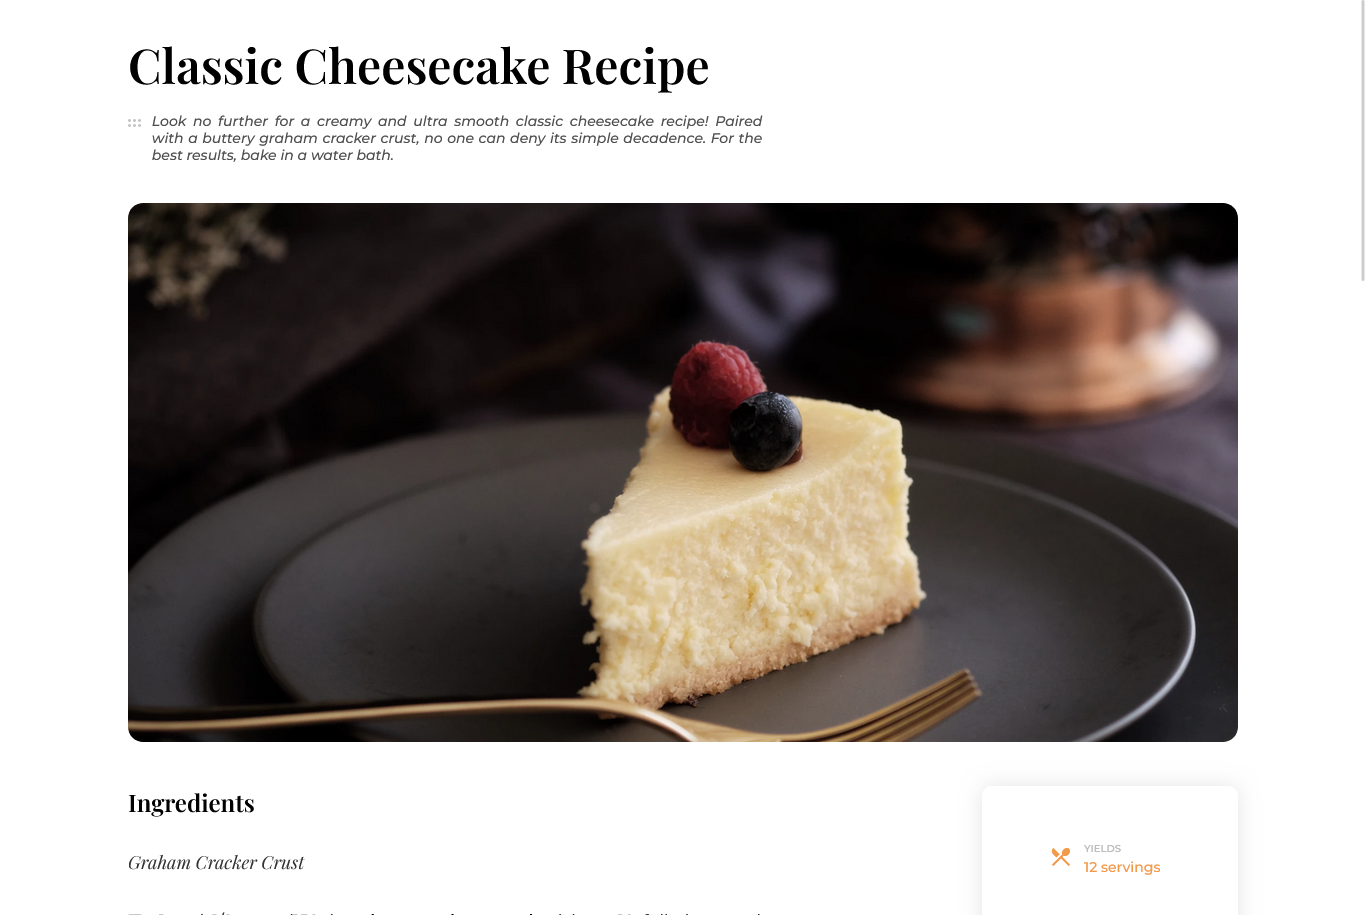 Classic Cheesecake Recipe
Look no further for a creamy and ultra smooth classic cheesecake recipe! Paired
with a buttery graham cracker crust, no one can deny its simple decadence. For the
best results, bake in a water bath.
Ingredients
Graham Cracker Crust
YIELDS
12 servings